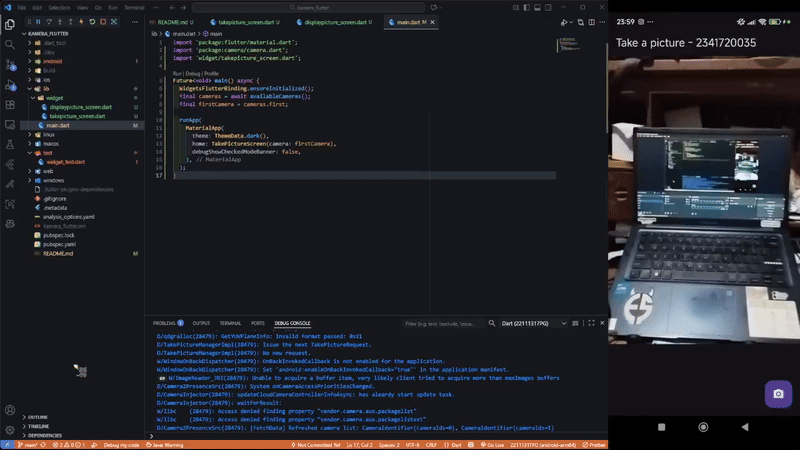 File Edit Selection View Go Run Terminal
kamera_flutter
EXPLORER
README.md U
takepicture_screen.dart U
displaypicture_screen.dart U
main.dart M
KAMERA_FLUTTER
.dart_tool
.idea
android
build
ios
lib
widget
displaypicture_screen.dart U
takepicture_screen.dart U
main.dart M
linux
macos
test
widget_test.dart
web
windows
.flutter-plugins-dependencies
.gitignore
.metadata
analysis_options.yaml
kamera_flutter.iml
pubspec.lock
pubspec.yaml
README.md
OUTLINE
TIMELINE
DEPENDENCIES
lib > main.dart > main
1 import 'package:flutter/material.dart';
2 import 'package:camera/camera.dart';
3 import 'widget/takepicture_screen.dart';
4
Run | Debug | Profile
5 Future<void> main() async {
6 WidgetsFlutterBinding.ensureInitialized();
7 final cameras = await availableCameras();
8 final firstCamera = cameras.first;
9
10 runApp(
11 MaterialApp(
12 theme: ThemeData.dark(),
13 home: TakePictureScreen(camera: firstCamera),
14 debugShowCheckedModeBanner: false,
15 ), // MaterialApp
16 );
17 }
PROBLEMS OUTPUT TERMINAL PORTS DEBUG CONSOLE
Filter (e.g. text, !exclude, \esca...
Dart (22111317PG)
D/qdgralloc(28479): GetYUVPlaneInfo: Invalid format passed: 0x21
D/TakePictureManagerImpl(28479): Issue the next TakePictureRequest.
D/TakePictureManagerImpl(28479): No new request.
W/WindowOnBackDispatcher(28479): OnBackInvokedCallback is not enabled for the application.
W/WindowOnBackDispatcher(28479): Set 'android:enableOnBackInvokedCallback="true"' in the application manifest.
W/ImageReader_JNI(28479): Unable to acquire a buffer item, very likely client tried to acquire more than maxImages buffers
D/Camera2PresenceSrc(28479): System onCameraAccessPrioritiesChanged.
D/CameraInjector(28479): updateCloudCameraControllerInfoAsync: has already start update task.
D/CameraInjector(28479): waitForResult:
W/libc (28479): Access denied finding property "vendor.camera.aux.packagelist"
W/libc (28479): Access denied finding property "vendor.camera.aux.packagelistext"
D/Camera2PresenceSrc(28479): [FetchData] Refreshed camera list: CameraIdentifier{cameraIds=0}, CameraIdentifier{cameraIds=1}
main*
Debug my code
Java: Warning
Not Committed Yet
Ln 17, Col 2
Spaces: 2
UTF-8
CRLF
Dart
Go Live
22111317PG (android-arm64)
Prettier
23:59
Take a picture - 2341720035